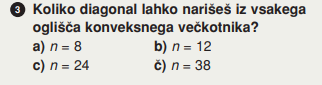 3 Koliko diagonal lahko narišeš iz vsakega
oglišča konveksnega večkotnika?
a) n = 8 b) n = 12
c) n = 24 č) n = 38